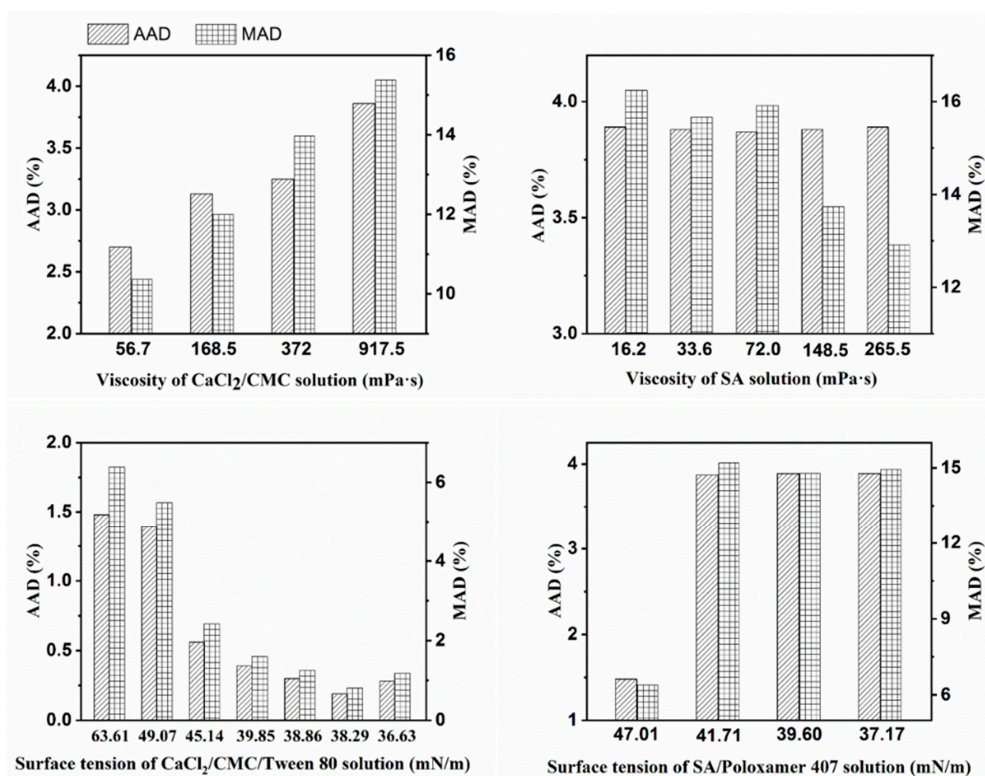 AAD MAD
4.0
3.5
3.0
2.5
2.0
AAD (%)
16
14
12
10
MAD (%)
56.7 168.5 372 917.5
Viscosity of CaCl2/CMC solution (mPa·s)
4.0
3.5
3.0
AAD (%)
16
14
12
MAD (%)
16.2 33.6 72.0 148.5 265.5
Viscosity of SA solution (mPa·s)
2.0
1.5
1.0
0.5
0.0
AAD (%)
6
4
2
0
MAD (%)
63.61 49.07 45.14 39.85 38.86 38.29 36.63
Surface tension of CaCl2/CMC/Tween 80 solution (mN/m)
4
3
2
1
AAD (%)
15
12
9
6
MAD (%)
47.01 41.71 39.60 37.17
Surface tension of SA/Poloxamer 407 solution (mN/m)